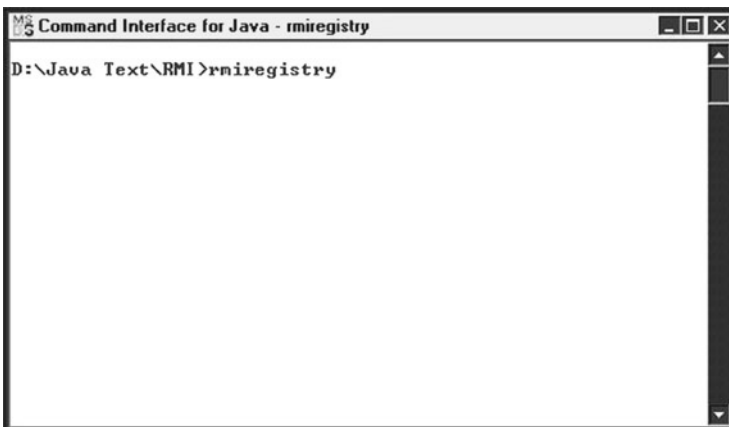 Command Interface for Java - rmiregistry
D:\Java Text\RMI>rmiregistry